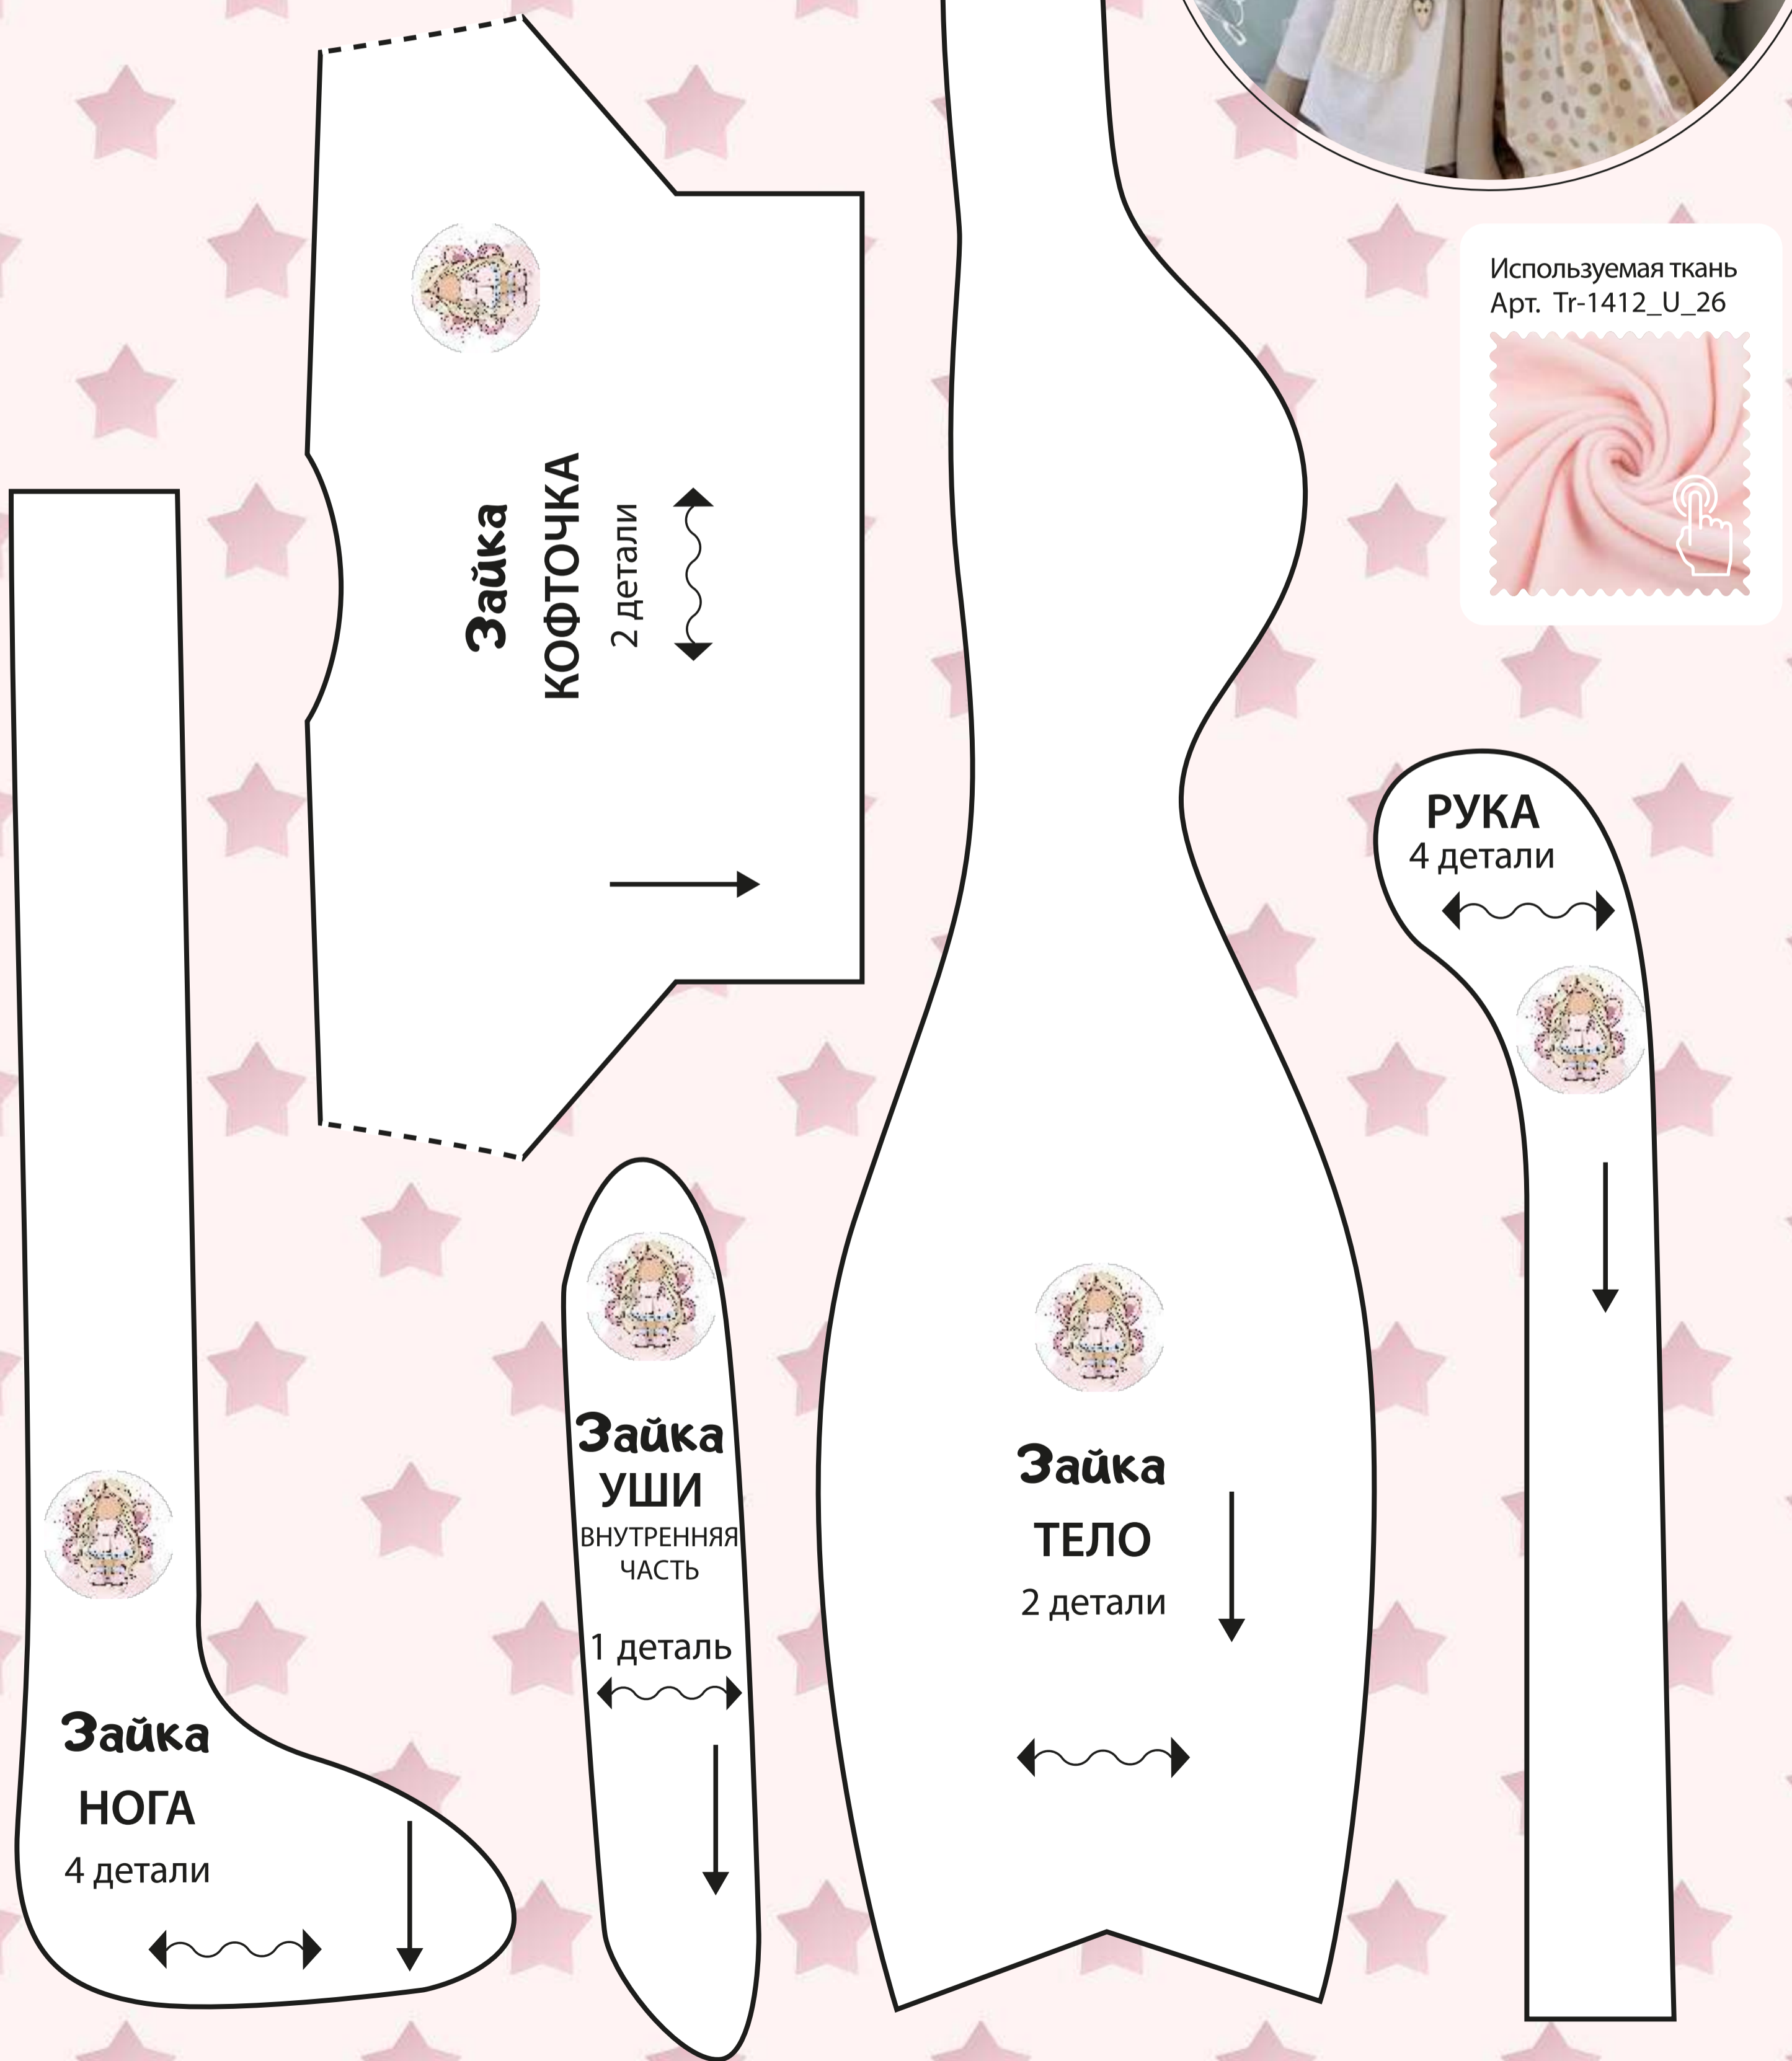 Используемая ткань
Арт. Tr-1412_U_26
Зайка
КОФТОЧКА
2 детали
РУКА
4 детали
Зайка
УШИ
ВНУТРЕННЯЯ
ЧАСТЬ
1 деталь
Зайка
ТЕЛО
2 детали
Зайка
НОГА
4 детали